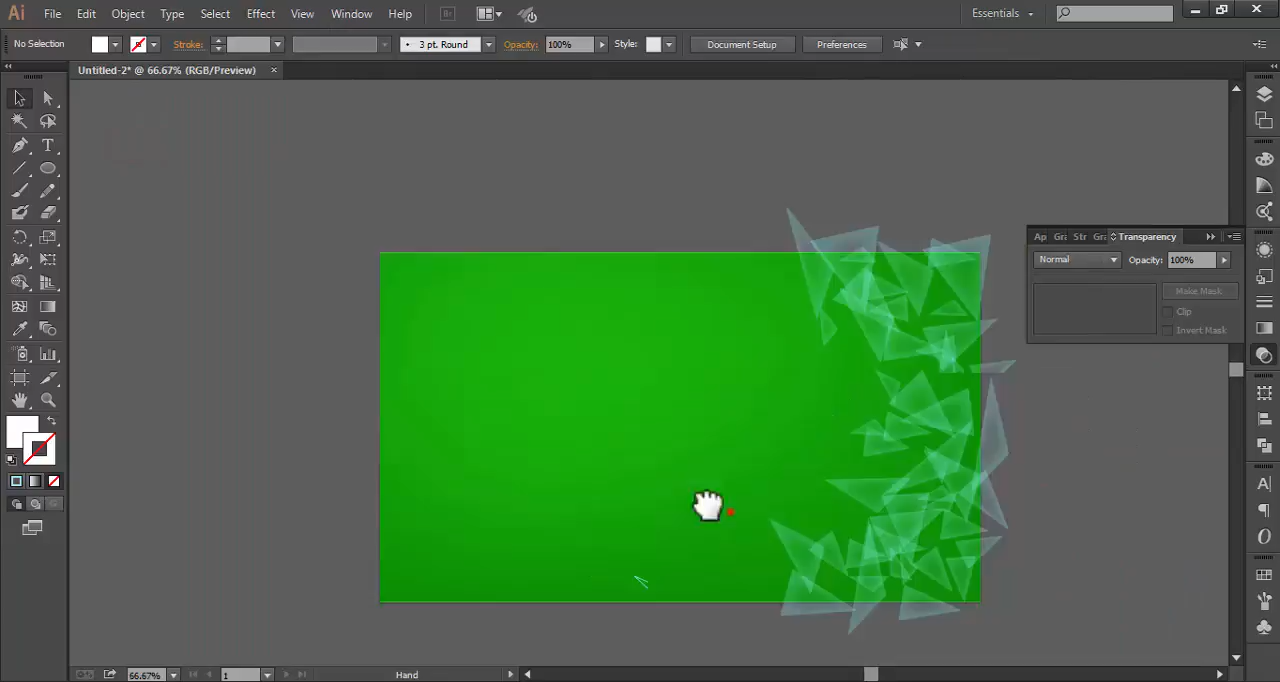 Ai File Edit Object Type Select Effect View Window Help Br Essentials
No Selection Stroke: 3 pt. Round Opacity: 100% Style: Document Setup Preferences
Untitled-2* @ 66.67% (RGB/Preview)
Ap Gr Str Gra Transparency
Normal Opacity: 100%
Make Mask
Clip
Invert Mask
66.67% 1 Hand